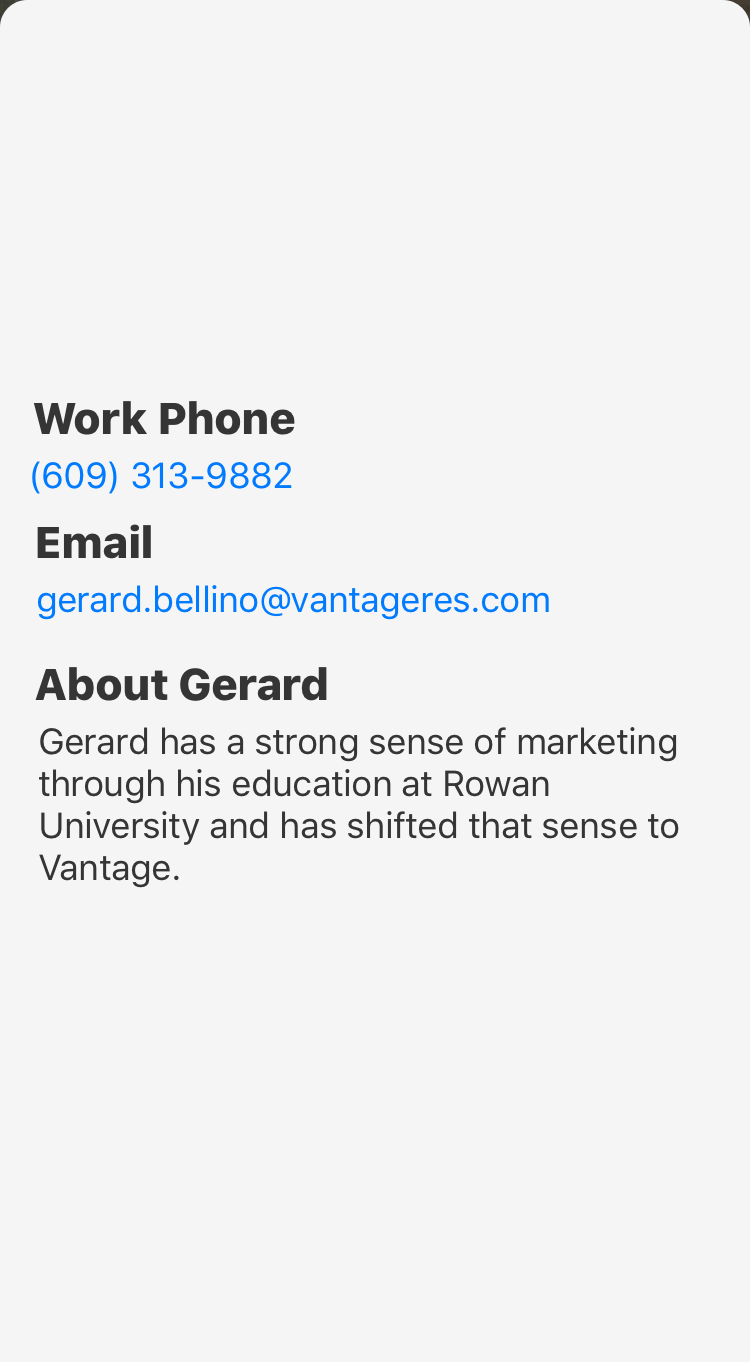 Work Phone
(609) 313-9882
Email
gerard.bellino@vantageres.com
About Gerard
Gerard has a strong sense of marketing
through his education at Rowan
University and has shifted that sense to
Vantage.